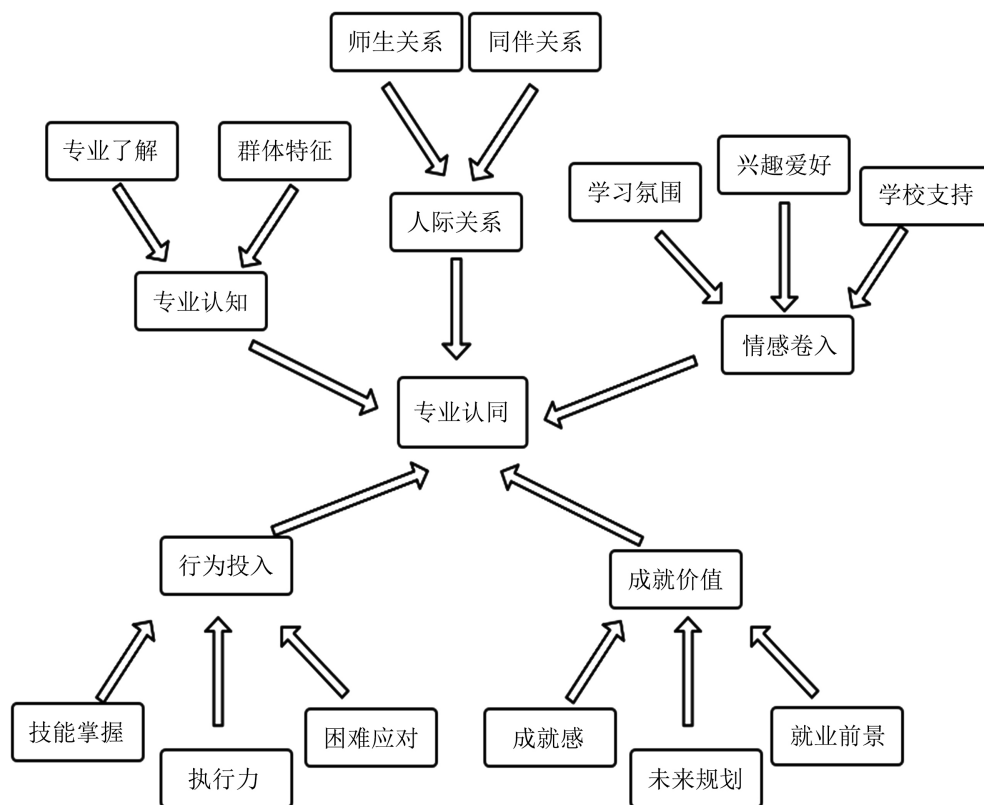 师生关系
同伴关系
专业了解
群体特征
学习氛围
兴趣爱好
学校支持
人际关系
专业认知
情感卷入
专业认同
行为投入
成就价值
技能掌握
执行力
困难应对
成就感
未来规划
就业前景